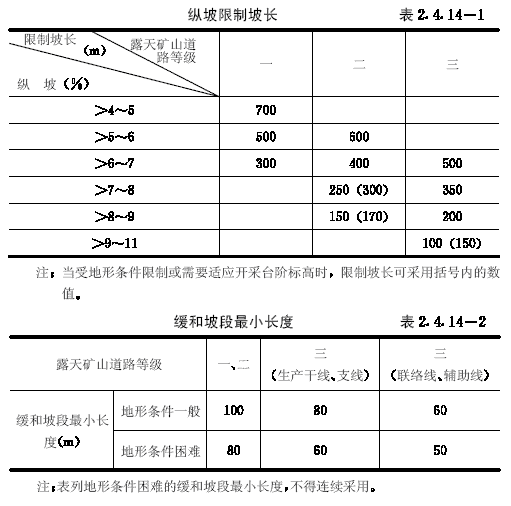 纵坡限制坡长 表 2.4.14—1
限制坡长 (m) 露天矿山道路等级
纵 坡 (%) 一 二 三
>4~5 700
>5~6 500 600
>6~7 300 400 500
>7~8 250 (300) 350
>8~9 150 (170) 200
>9~11 100 (150)
注：当受地形条件限制或需要适应开采台阶标高时，限制坡长可采用括号内的数
值。
缓和坡段最小长度 表 2.4.14—2
露天矿山道路等级 一、二 三 三
(生产干线、支线) (联络线、辅助线)
缓和坡段最小长度(m) 地形条件一般 100 80 60
地形条件困难 80 60 50
注：表列地形条件困难的缓和坡段最小长度，不得连续采用。